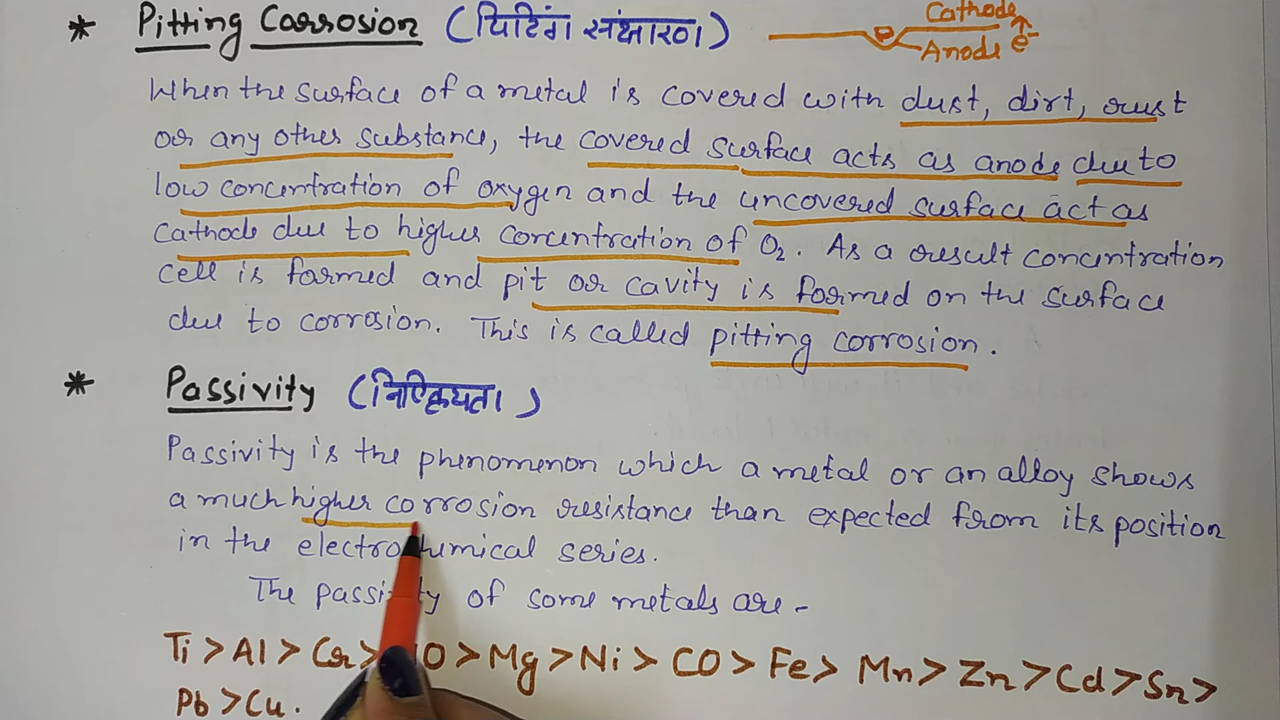 * Pitting Corrosion (पिटिंग संक्षारण)
Cathode
Anode e-
When the surface of a metal is covered with dust, dirt, rust
or any other substance, the covered surface acts as anode due to
low concentration of oxygen and the uncovered surface act as
Cathode due to higher concentration of O₂. As a result concentration
cell is formed and pit or cavity is formed on the surface
due to corrosion. This is called pitting corrosion.
* Passivity (निष्क्रियता)
Passivity is the phenomenon which a metal or an alloy shows
a much higher corrosion resistance than expected from its position
in the electrochemical series.
The passivity of some metals are -
Ti > Al > Cr > O > Mg > Ni > CO > Fe > Mn > Zn > Cd > Sn >
Pb > Cu.